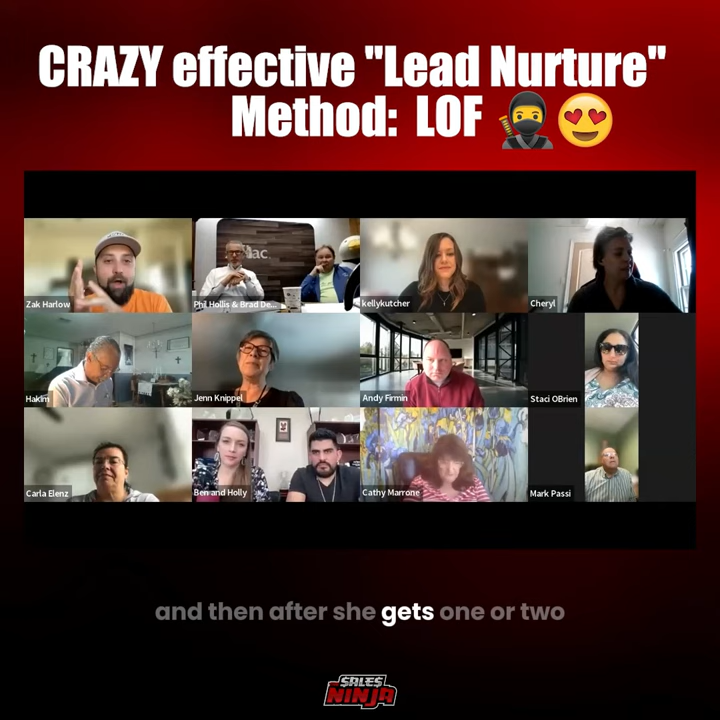 CRAZY effective "Lead Nurture"
Method: LOF 🥷😍
lac.
Zak Harlow
Phil Hollis & Brad De...
kellykutcher
Cheryl
Hakim
Jenn Knippel
Andy Firmin
Staci OBrien
Carla Elenz
Ben and Holly
Cathy Marrone
Mark Passi
and then after she gets one or two
SALES
NINJA